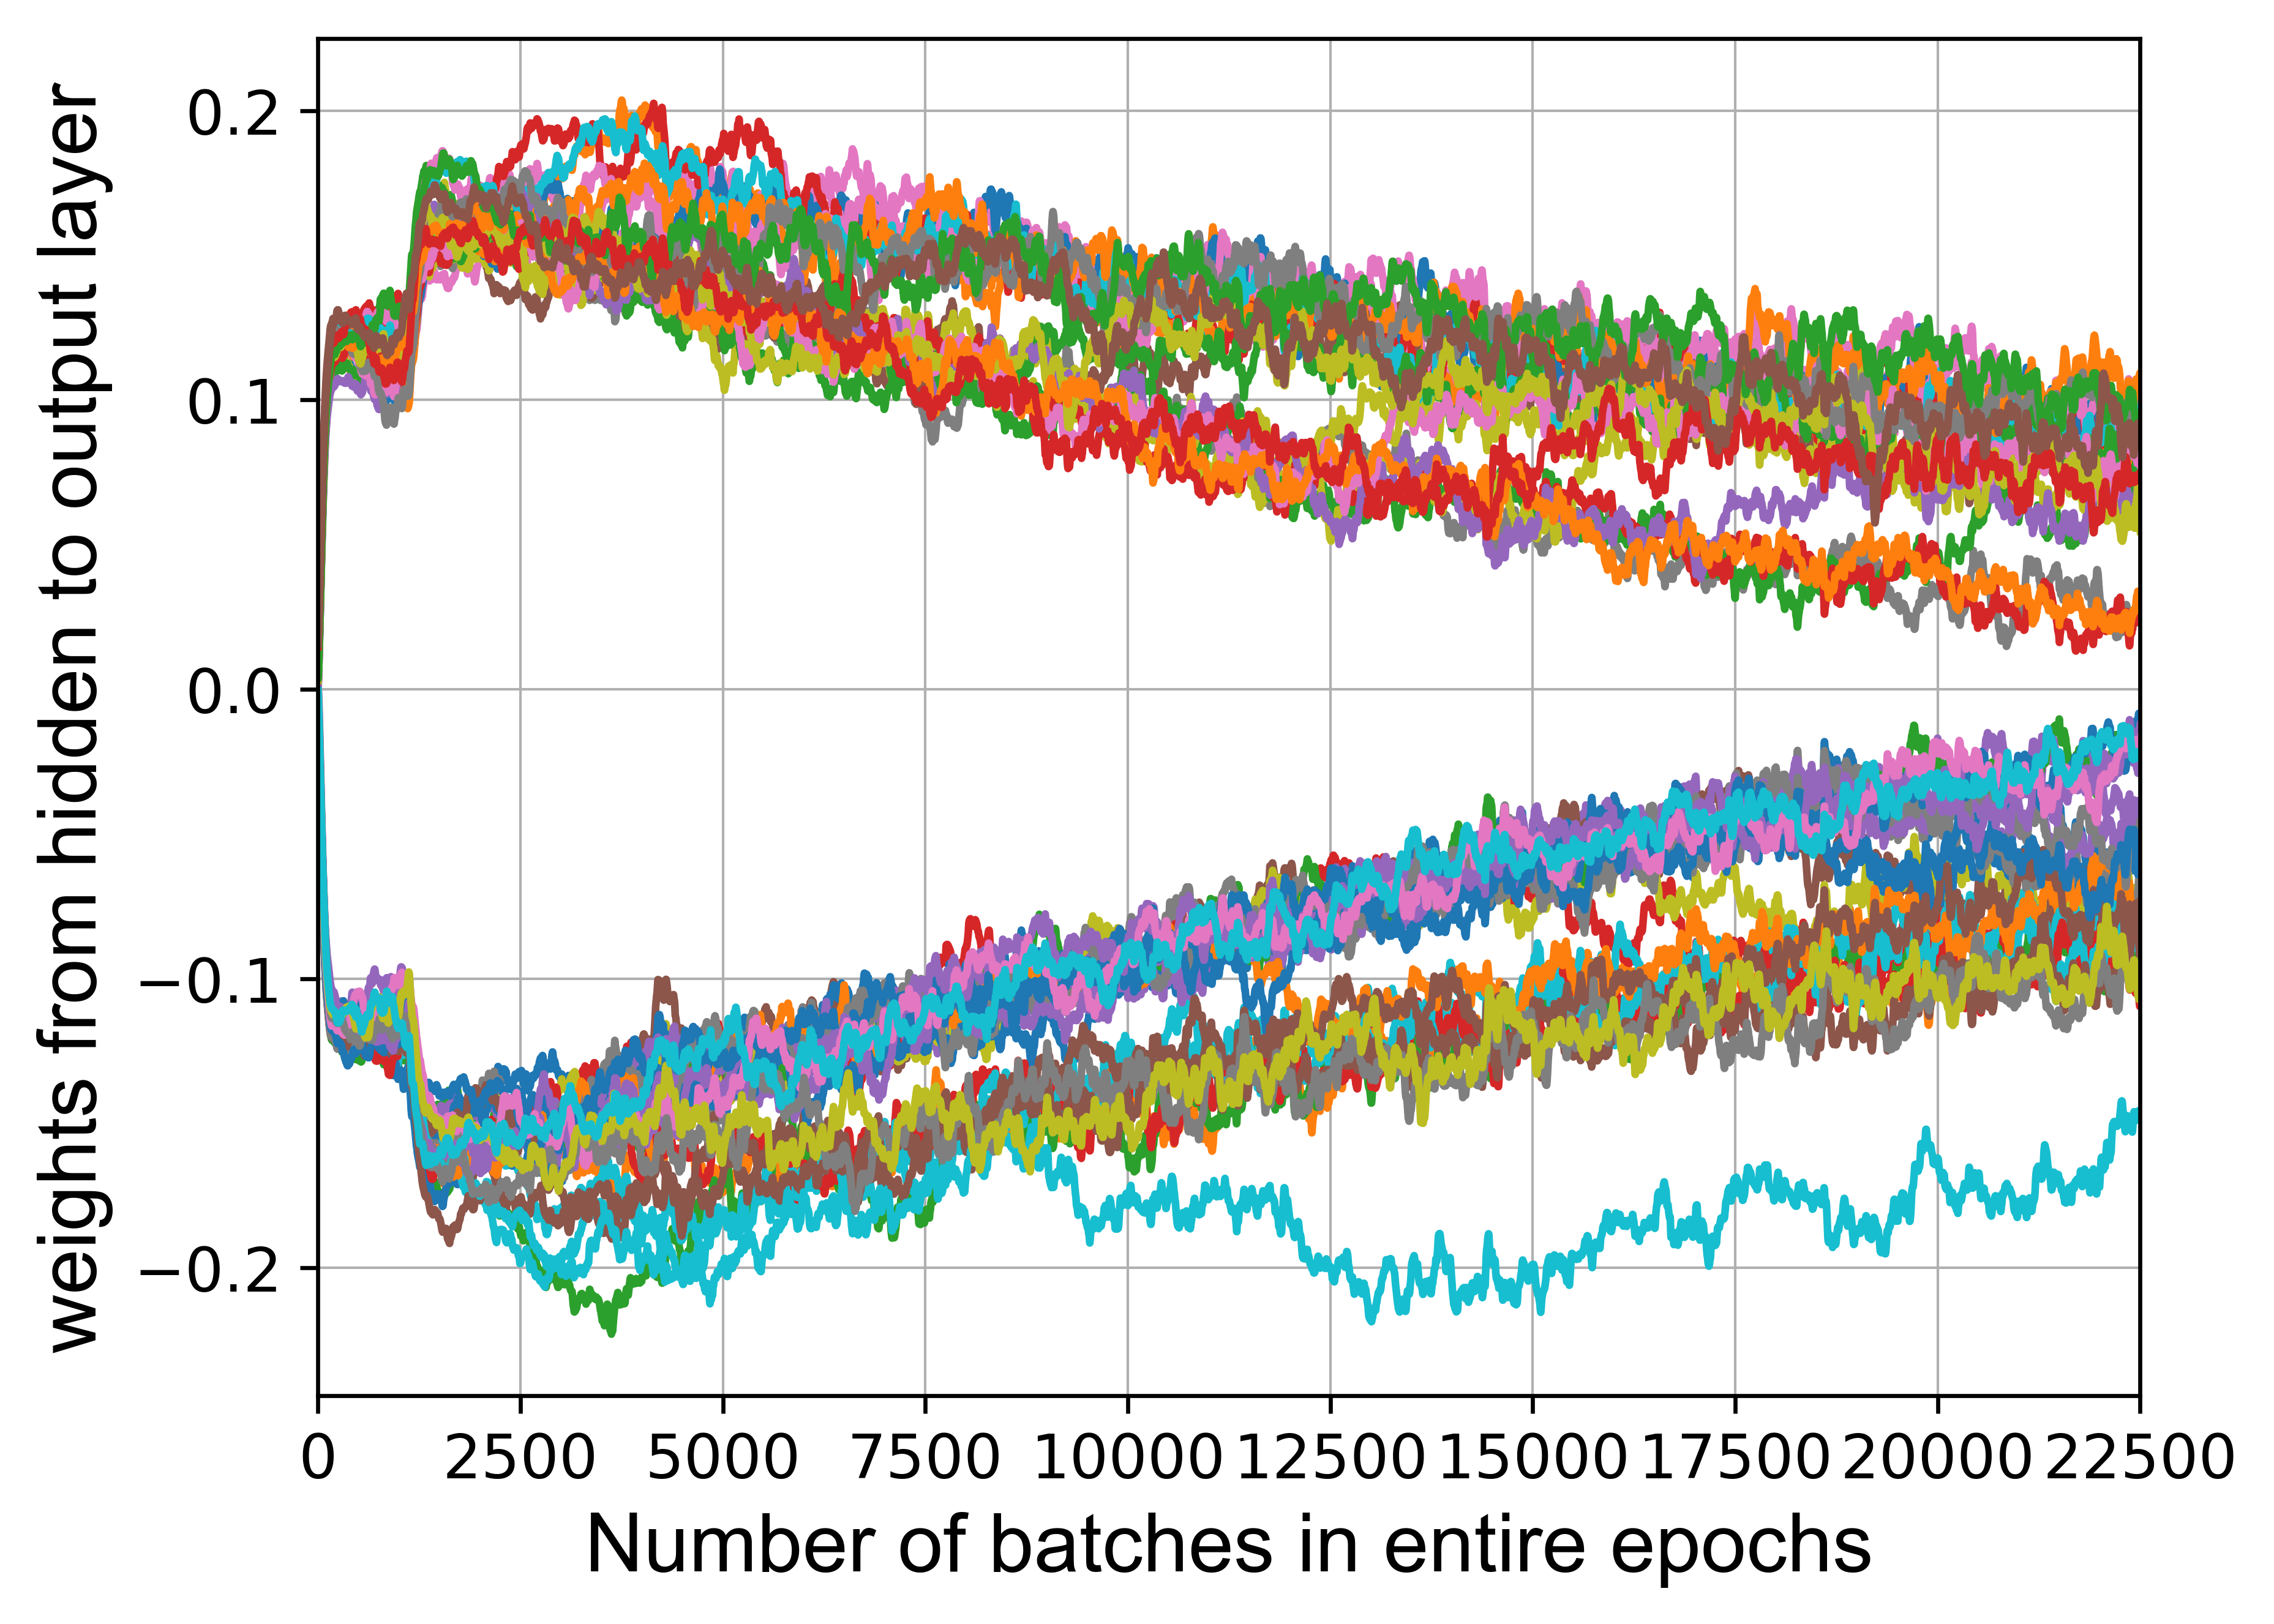 weights from hidden to output layer
0.2
0.1
0.0
−0.1
−0.2
0 2500 5000 7500 10000 12500 15000 17500 20000 22500
Number of batches in entire epochs